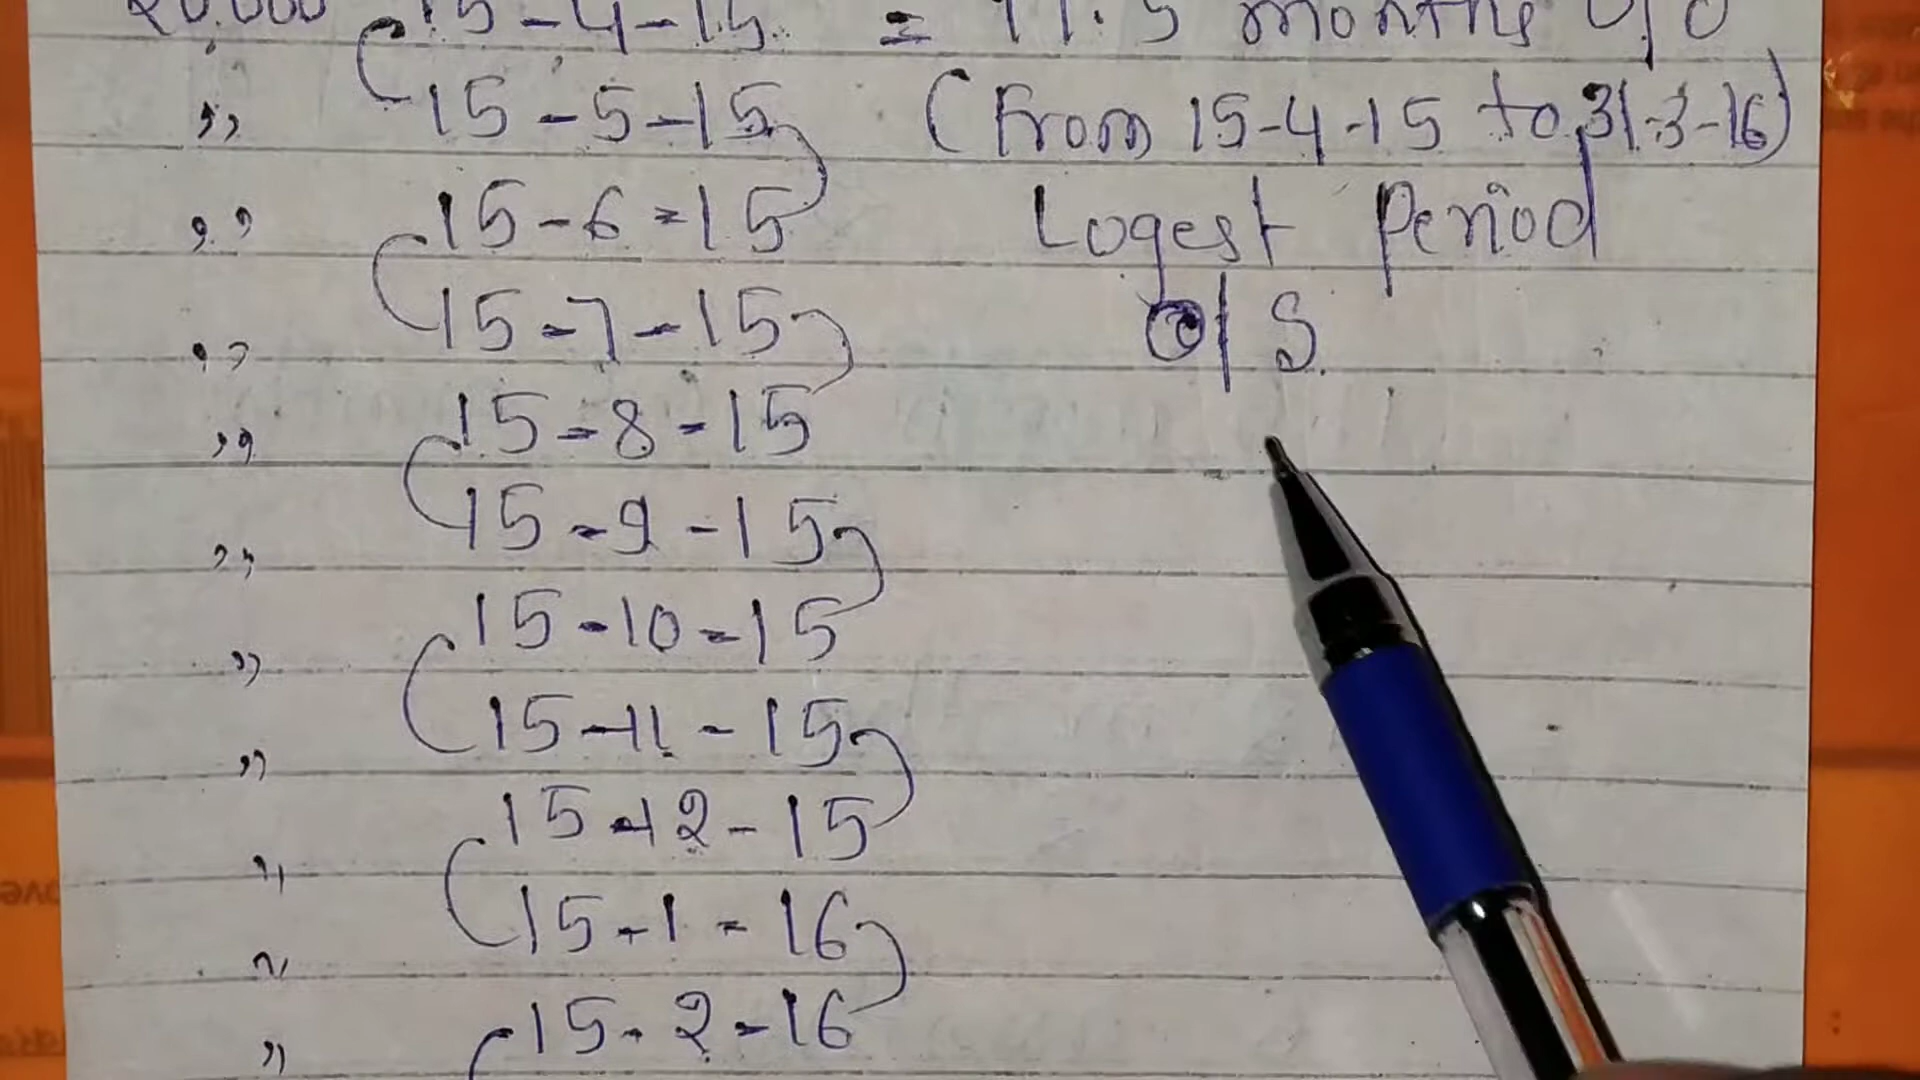 20,000 15-4-15 = 11.5 months O/S
,, 15-5-15 (From 15-4-15 to 31-3-16)
,, 15-6-15 Logest Period
,, 15-7-15 O/S.
,, 15-8-15
,, 15-9-15
,, 15-10-15
,, 15-11-15
,, 15-12-15
,, 15-1-16
,, 15-2-16